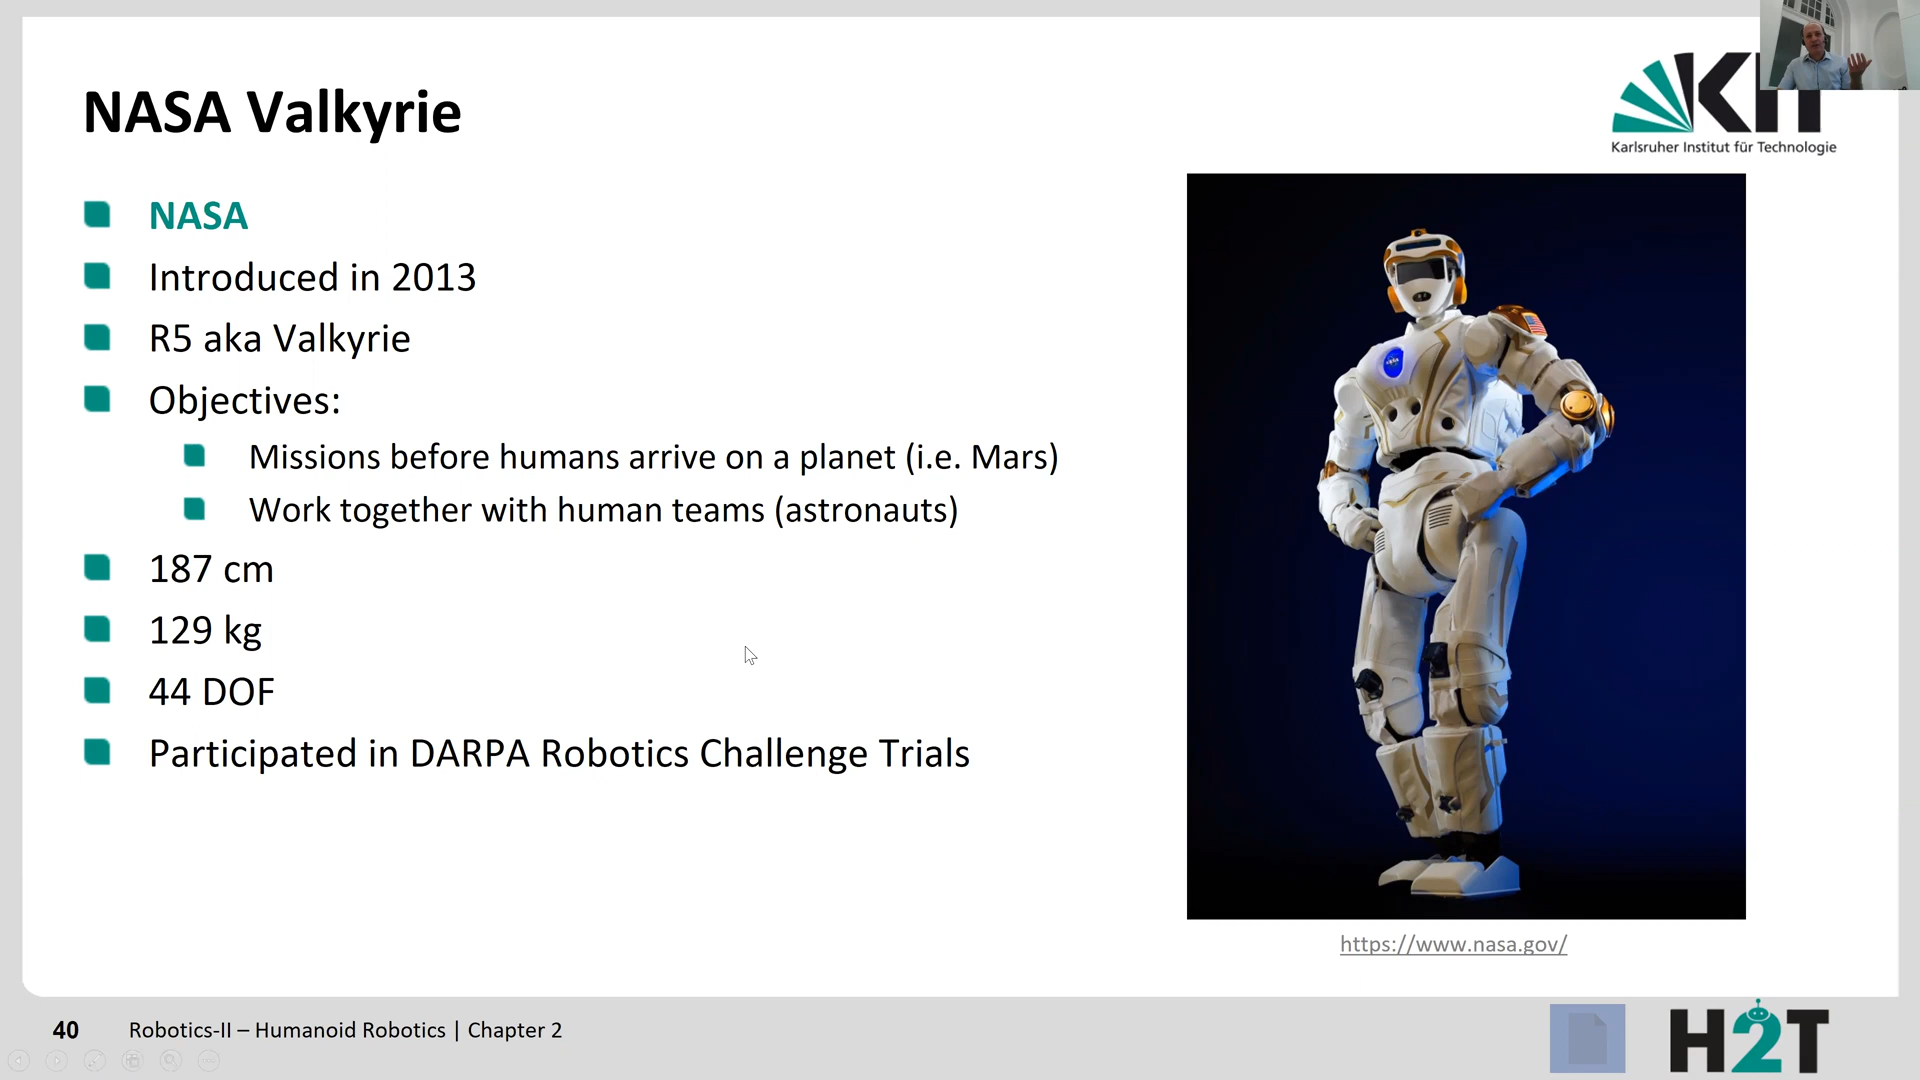 NASA Valkyrie
Karlsruher Institut für Technologie
NASA
Introduced in 2013
R5 aka Valkyrie
Objectives:
Missions before humans arrive on a planet (i.e. Mars)
Work together with human teams (astronauts)
187 cm
129 kg
44 DOF
Participated in DARPA Robotics Challenge Trials
https://www.nasa.gov/
40 Robotics-II – Humanoid Robotics | Chapter 2
H2T